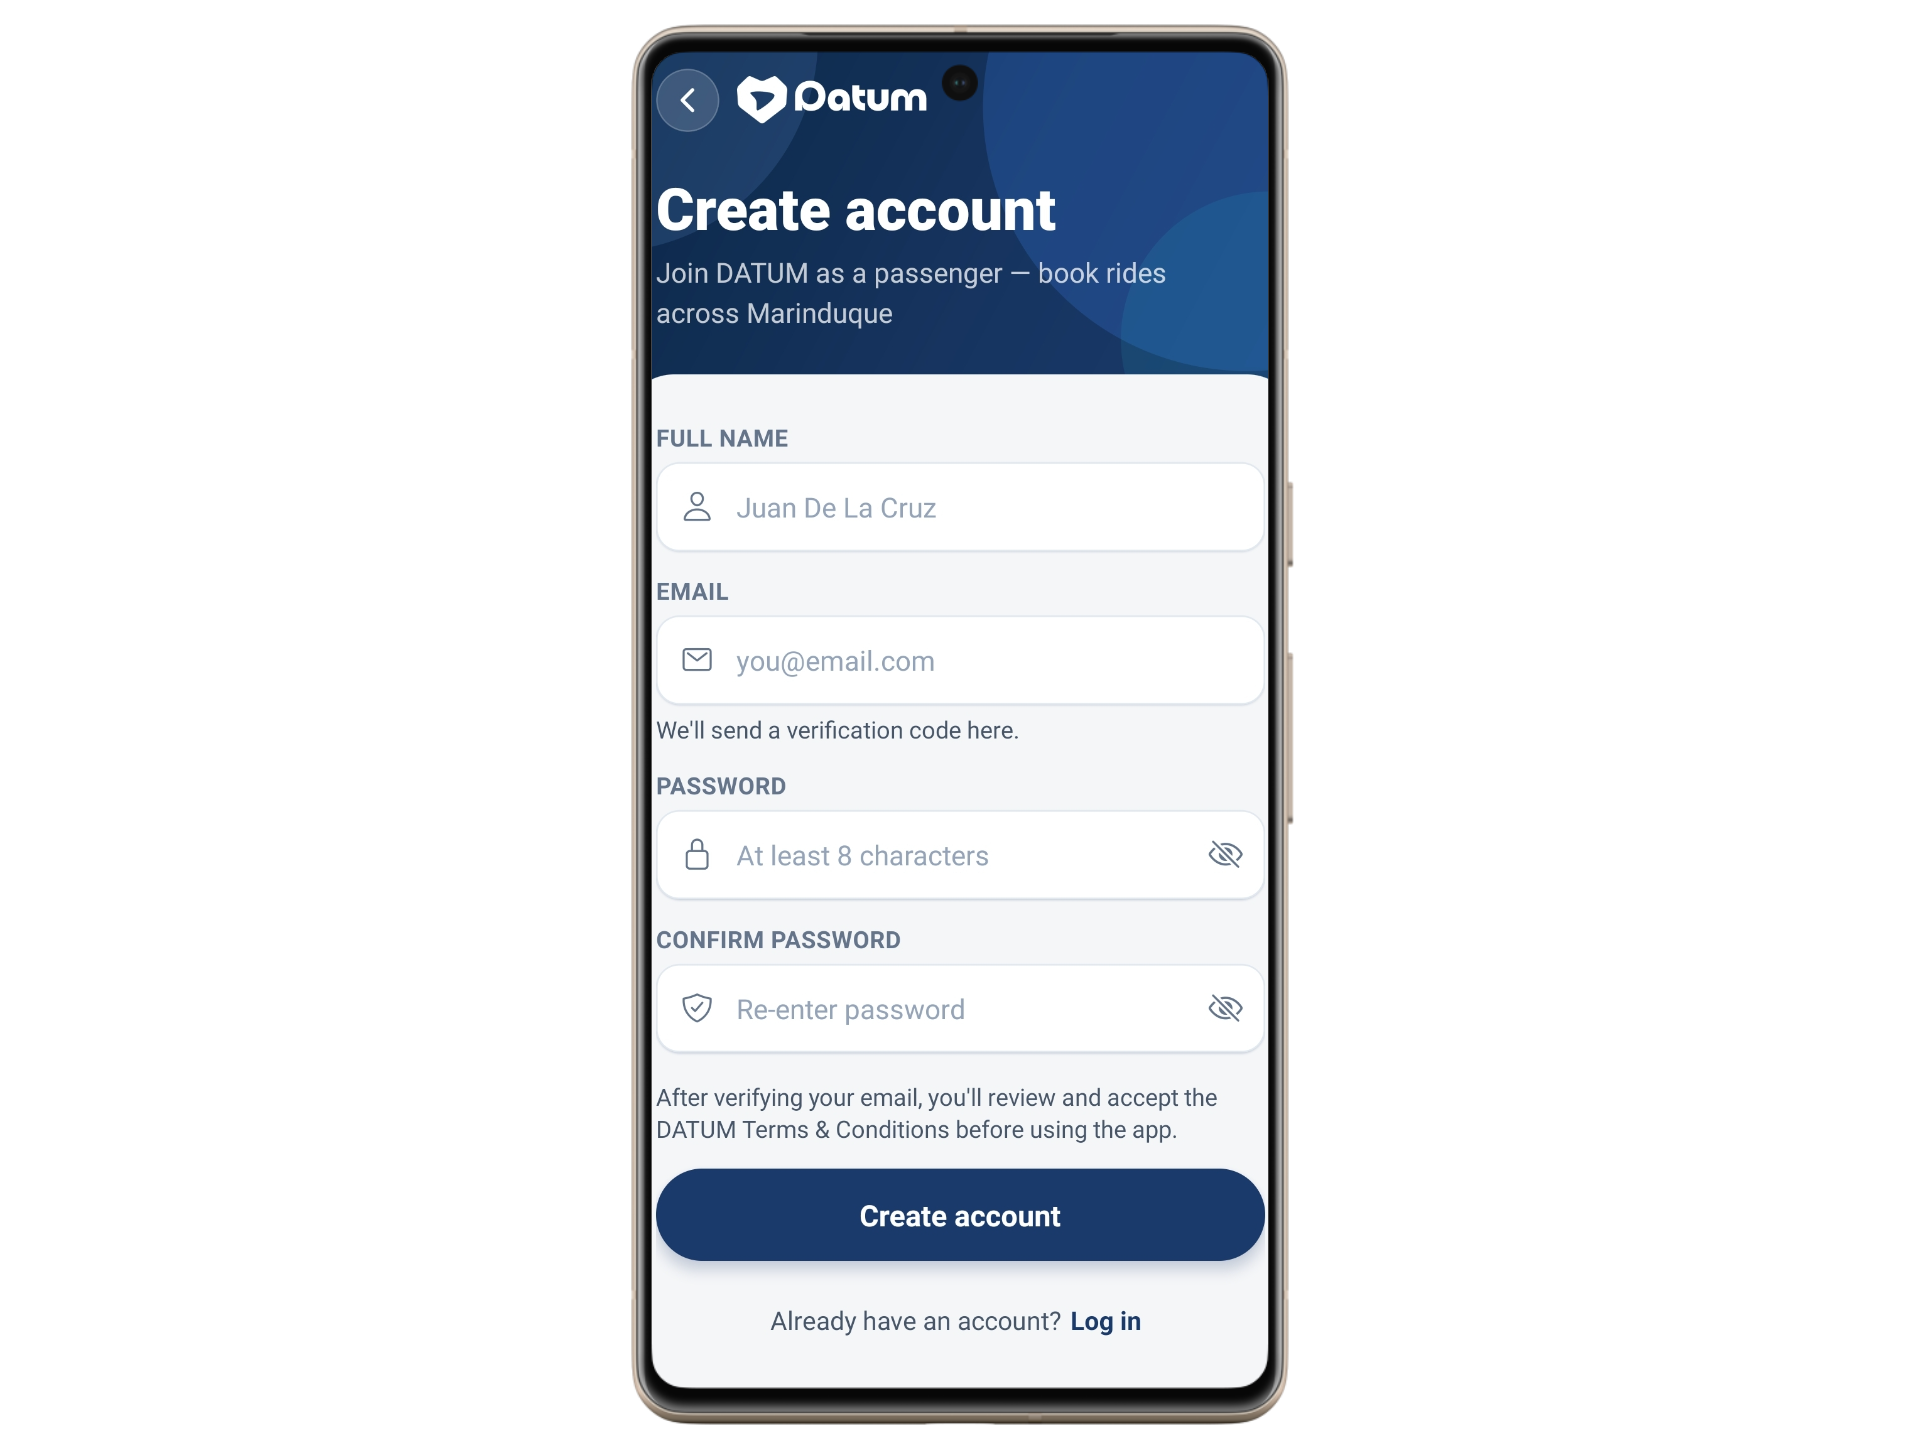 Datum
Create account
Join DATUM as a passenger — book rides
across Marinduque
FULL NAME
Juan De La Cruz
EMAIL
you@email.com
We'll send a verification code here.
PASSWORD
At least 8 characters
CONFIRM PASSWORD
Re-enter password
After verifying your email, you'll review and accept the
DATUM Terms & Conditions before using the app.
Create account
Already have an account? Log in